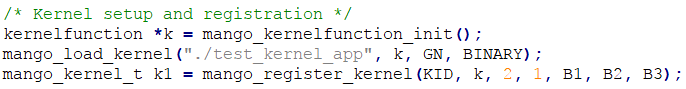 /* Kernel setup and registration */
kernelfunction *k = mango_kernelfunction_init();
mango_load_kernel("./test_kernel_app", k, GN, BINARY);
mango_kernel_t k1 = mango_register_kernel(KID, k, 2, 1, B1, B2, B3);